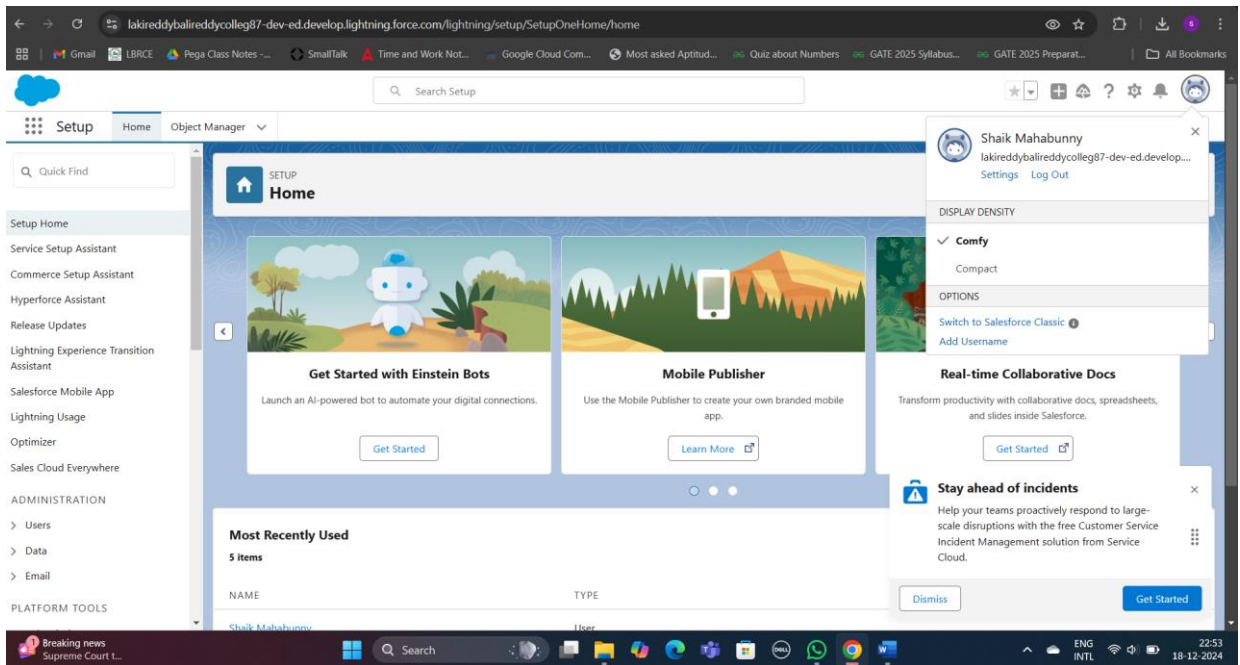 lakireddybalireddycolleg87-dev-ed.develop.lightning.force.com/lightning/setup/SetupOneHome/home
S
Gmail LBRCE Pega Class Notes -... SmallTalk Time and Work Not... Google Cloud Com... Most asked Aptitud... Quiz about Numbers GATE 2025 Syllabus... GATE 2025 Preparat... All Bookmarks
Search Setup
Setup Home Object Manager
Quick Find
Setup Home
Service Setup Assistant
Commerce Setup Assistant
Hyperforce Assistant
Release Updates
Lightning Experience Transition
Assistant
Salesforce Mobile App
Lightning Usage
Optimizer
Sales Cloud Everywhere
ADMINISTRATION
Users
Data
Email
PLATFORM TOOLS
SETUP
Home
Get Started with Einstein Bots
Launch an AI-powered bot to automate your digital connections.
Get Started
Mobile Publisher
Use the Mobile Publisher to create your own branded mobile
app.
Learn More
Real-time Collaborative Docs
Transform productivity with collaborative docs, spreadsheets,
and slides inside Salesforce.
Get Started
Most Recently Used
5 items
NAME TYPE
Shaik Mahabunny User
Shaik Mahabunny
lakireddybalireddycolleg87-dev-ed.develop....
Settings Log Out
DISPLAY DENSITY
Comfy
Compact
OPTIONS
Switch to Salesforce Classic
Add Username
Stay ahead of incidents
Help your teams proactively respond to large-
scale disruptions with the free Customer Service
Incident Management solution from Service
Cloud.
Dismiss Get Started
1
Breaking news
Supreme Court t...
Search
DELL
W
ENG
INTL
22:53
18-12-2024